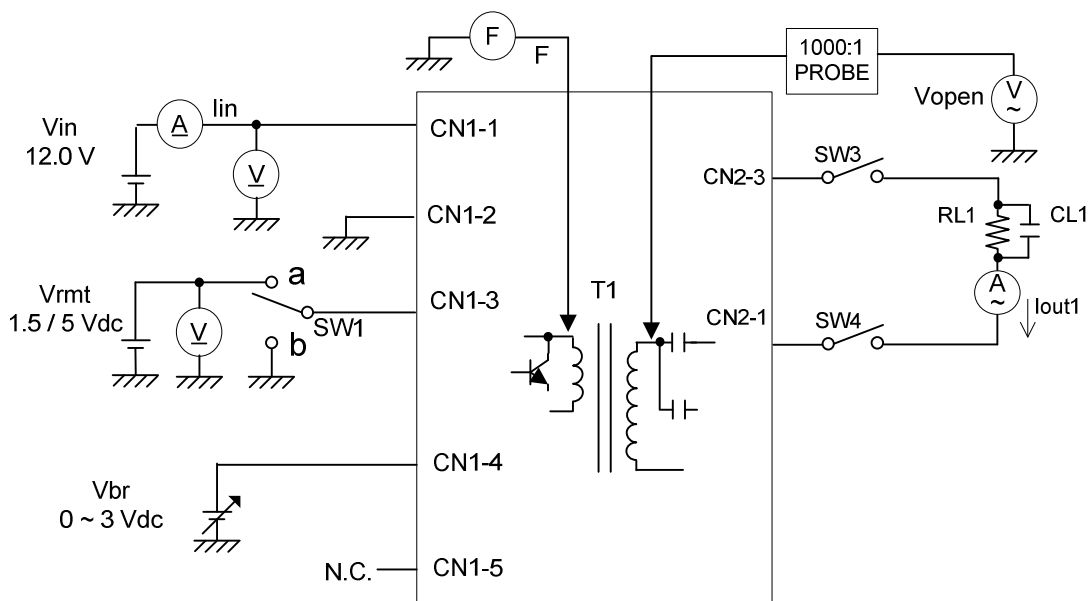 F
F
1000:1
PROBE
Vopen
V
~
Vin
12.0 V
A
Iin
V
CN1-1
CN1-2
CN2-3
SW3
RL1
CL1
A
~
Iout1
Vrmt
1.5 / 5 Vdc
V
a
b
SW1
CN1-3
T1
CN2-1
SW4
Vbr
0 ~ 3 Vdc
CN1-4
N.C.
CN1-5